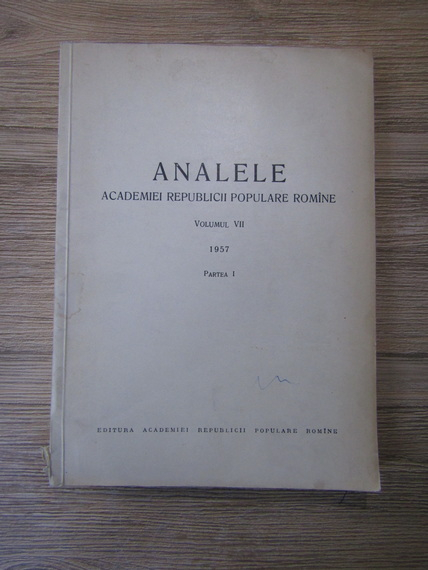 ANALELE
ACADEMIEI REPUBLICII POPULARE ROMÎNE
VOLUMUL VII
1957
PARTEA I
EDITURA ACADEMIEI REPUBLICII POPULARE ROMÎNE